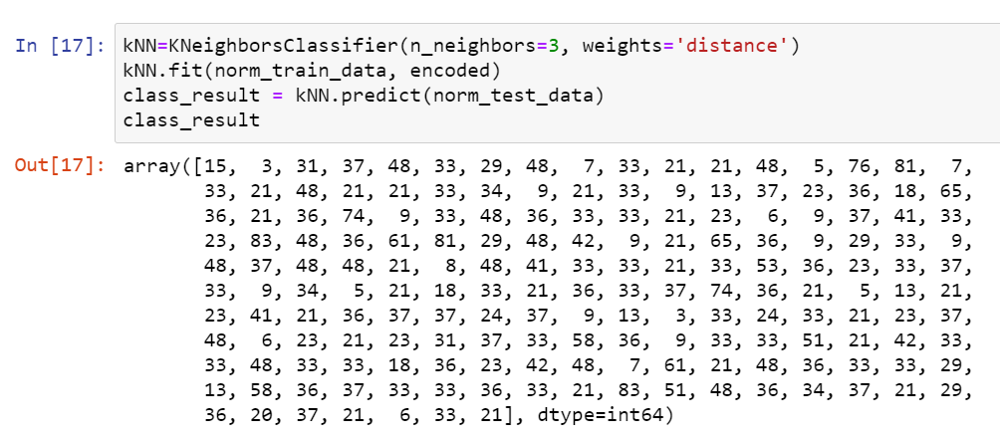 In [17]: kNN=KNeighborsClassifier(n_neighbors=3, weights='distance')
kNN.fit(norm_train_data, encoded)
class_result = kNN.predict(norm_test_data)
class_result
Out[17]: array([15, 3, 31, 37, 48, 33, 29, 48, 7, 33, 21, 21, 48, 5, 76, 81, 7,
33, 21, 48, 21, 21, 33, 34, 9, 21, 33, 9, 13, 37, 23, 36, 18, 65,
36, 21, 36, 74, 9, 33, 48, 36, 33, 33, 21, 23, 6, 9, 37, 41, 33,
23, 83, 48, 36, 61, 81, 29, 48, 42, 9, 21, 65, 36, 9, 29, 33, 9,
48, 37, 48, 48, 21, 8, 48, 41, 33, 33, 21, 33, 53, 36, 23, 33, 37,
33, 9, 34, 5, 21, 18, 33, 21, 36, 33, 37, 74, 36, 21, 5, 13, 21,
23, 41, 21, 36, 37, 37, 24, 37, 9, 13, 3, 33, 24, 33, 21, 23, 37,
48, 6, 23, 21, 23, 31, 37, 33, 58, 36, 9, 33, 33, 51, 21, 42, 33,
33, 48, 33, 33, 18, 36, 23, 42, 48, 7, 61, 21, 48, 36, 33, 33, 29,
13, 58, 36, 37, 33, 33, 36, 33, 21, 83, 51, 48, 36, 34, 37, 21, 29,
36, 20, 37, 21, 6, 33, 21], dtype=int64)